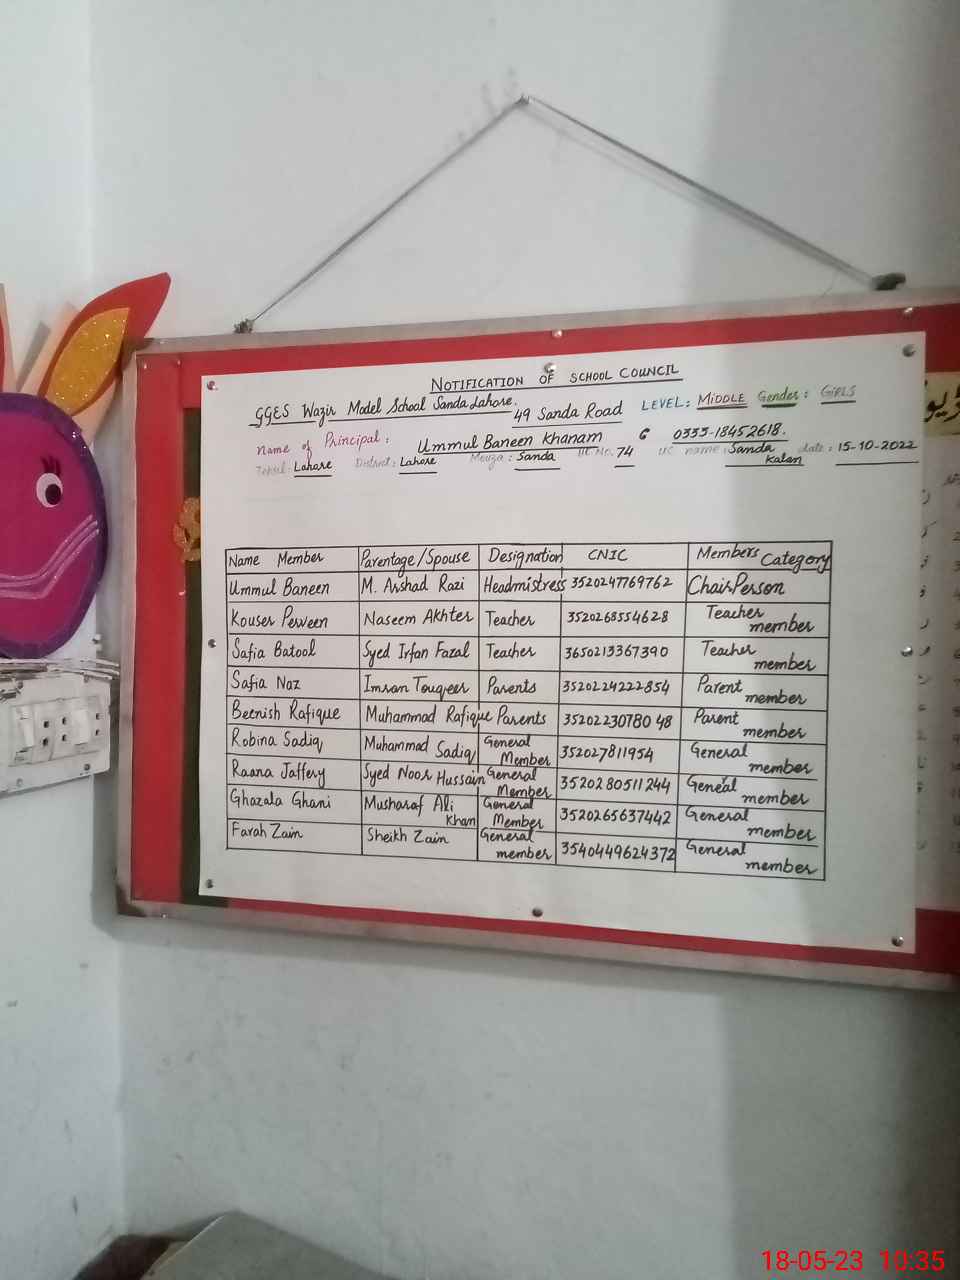 NOTIFICATION OF SCHOOL COUNCIL
GGES Wazir Model School Sanda Lahore. 49 Sanda Road LEVEL: MIDDLE Gender: GIRLS
Name of Principal: Ummul Baneen Khanam 0333-18452618.
Tehsil: Lahore District: Lahore Mouza: Sanda UC No. 74 UC name: Sanda Kalan date: 15-10-2022
Name Member Parentage/Spouse Designation CNIC Members Category
Ummul Baneen M. Arshad Razi Headmistress 3520247769762 ChairPerson
Kouser Perveen Naseem Akhter Teacher 3520268554628 Teacher member
Safia Batool Syed Irfan Fazal Teacher 3650213367390 Teacher member
Safia Naz Imran Touqeer Parents 3520224222854 Parent member
Beenish Rafique Muhammad Rafique Parents 3520223078048 Parent member
Robina Sadiq Muhammad Sadiq General Member 352027811954 General member
Raana Jaffery Syed Noor Hussain General Member 3520280511244 General member
Ghazala Ghani Musharaf Ali Khan General Member 3520265637442 General member
Farah Zain Sheikh Zain General member 3540449624372 General member
18-05-23 10:35